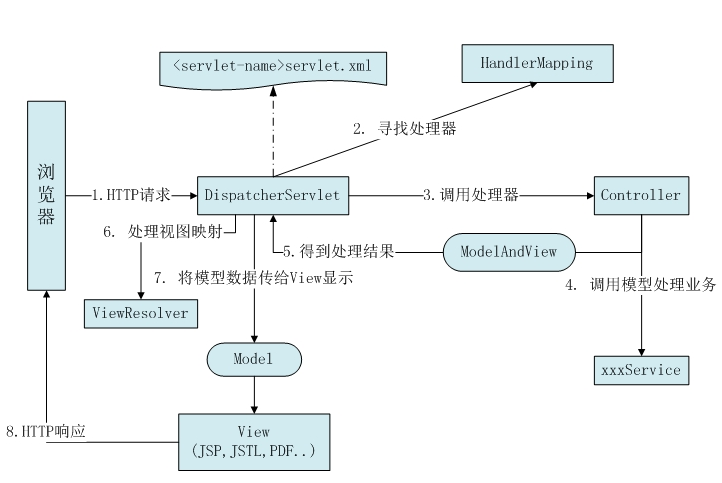 <servlet-name>servlet.xml
HandlerMapping
2. 寻找处理器
浏览器
1.HTTP请求
DispatcherServlet
3.调用处理器
Controller
6. 处理视图映射
5.得到处理结果
ModelAndView
7. 将模型数据传给View显示
4. 调用模型处理业务
ViewResolver
Model
xxxService
8.HTTP响应
View
(JSP,JSTL,PDF..)